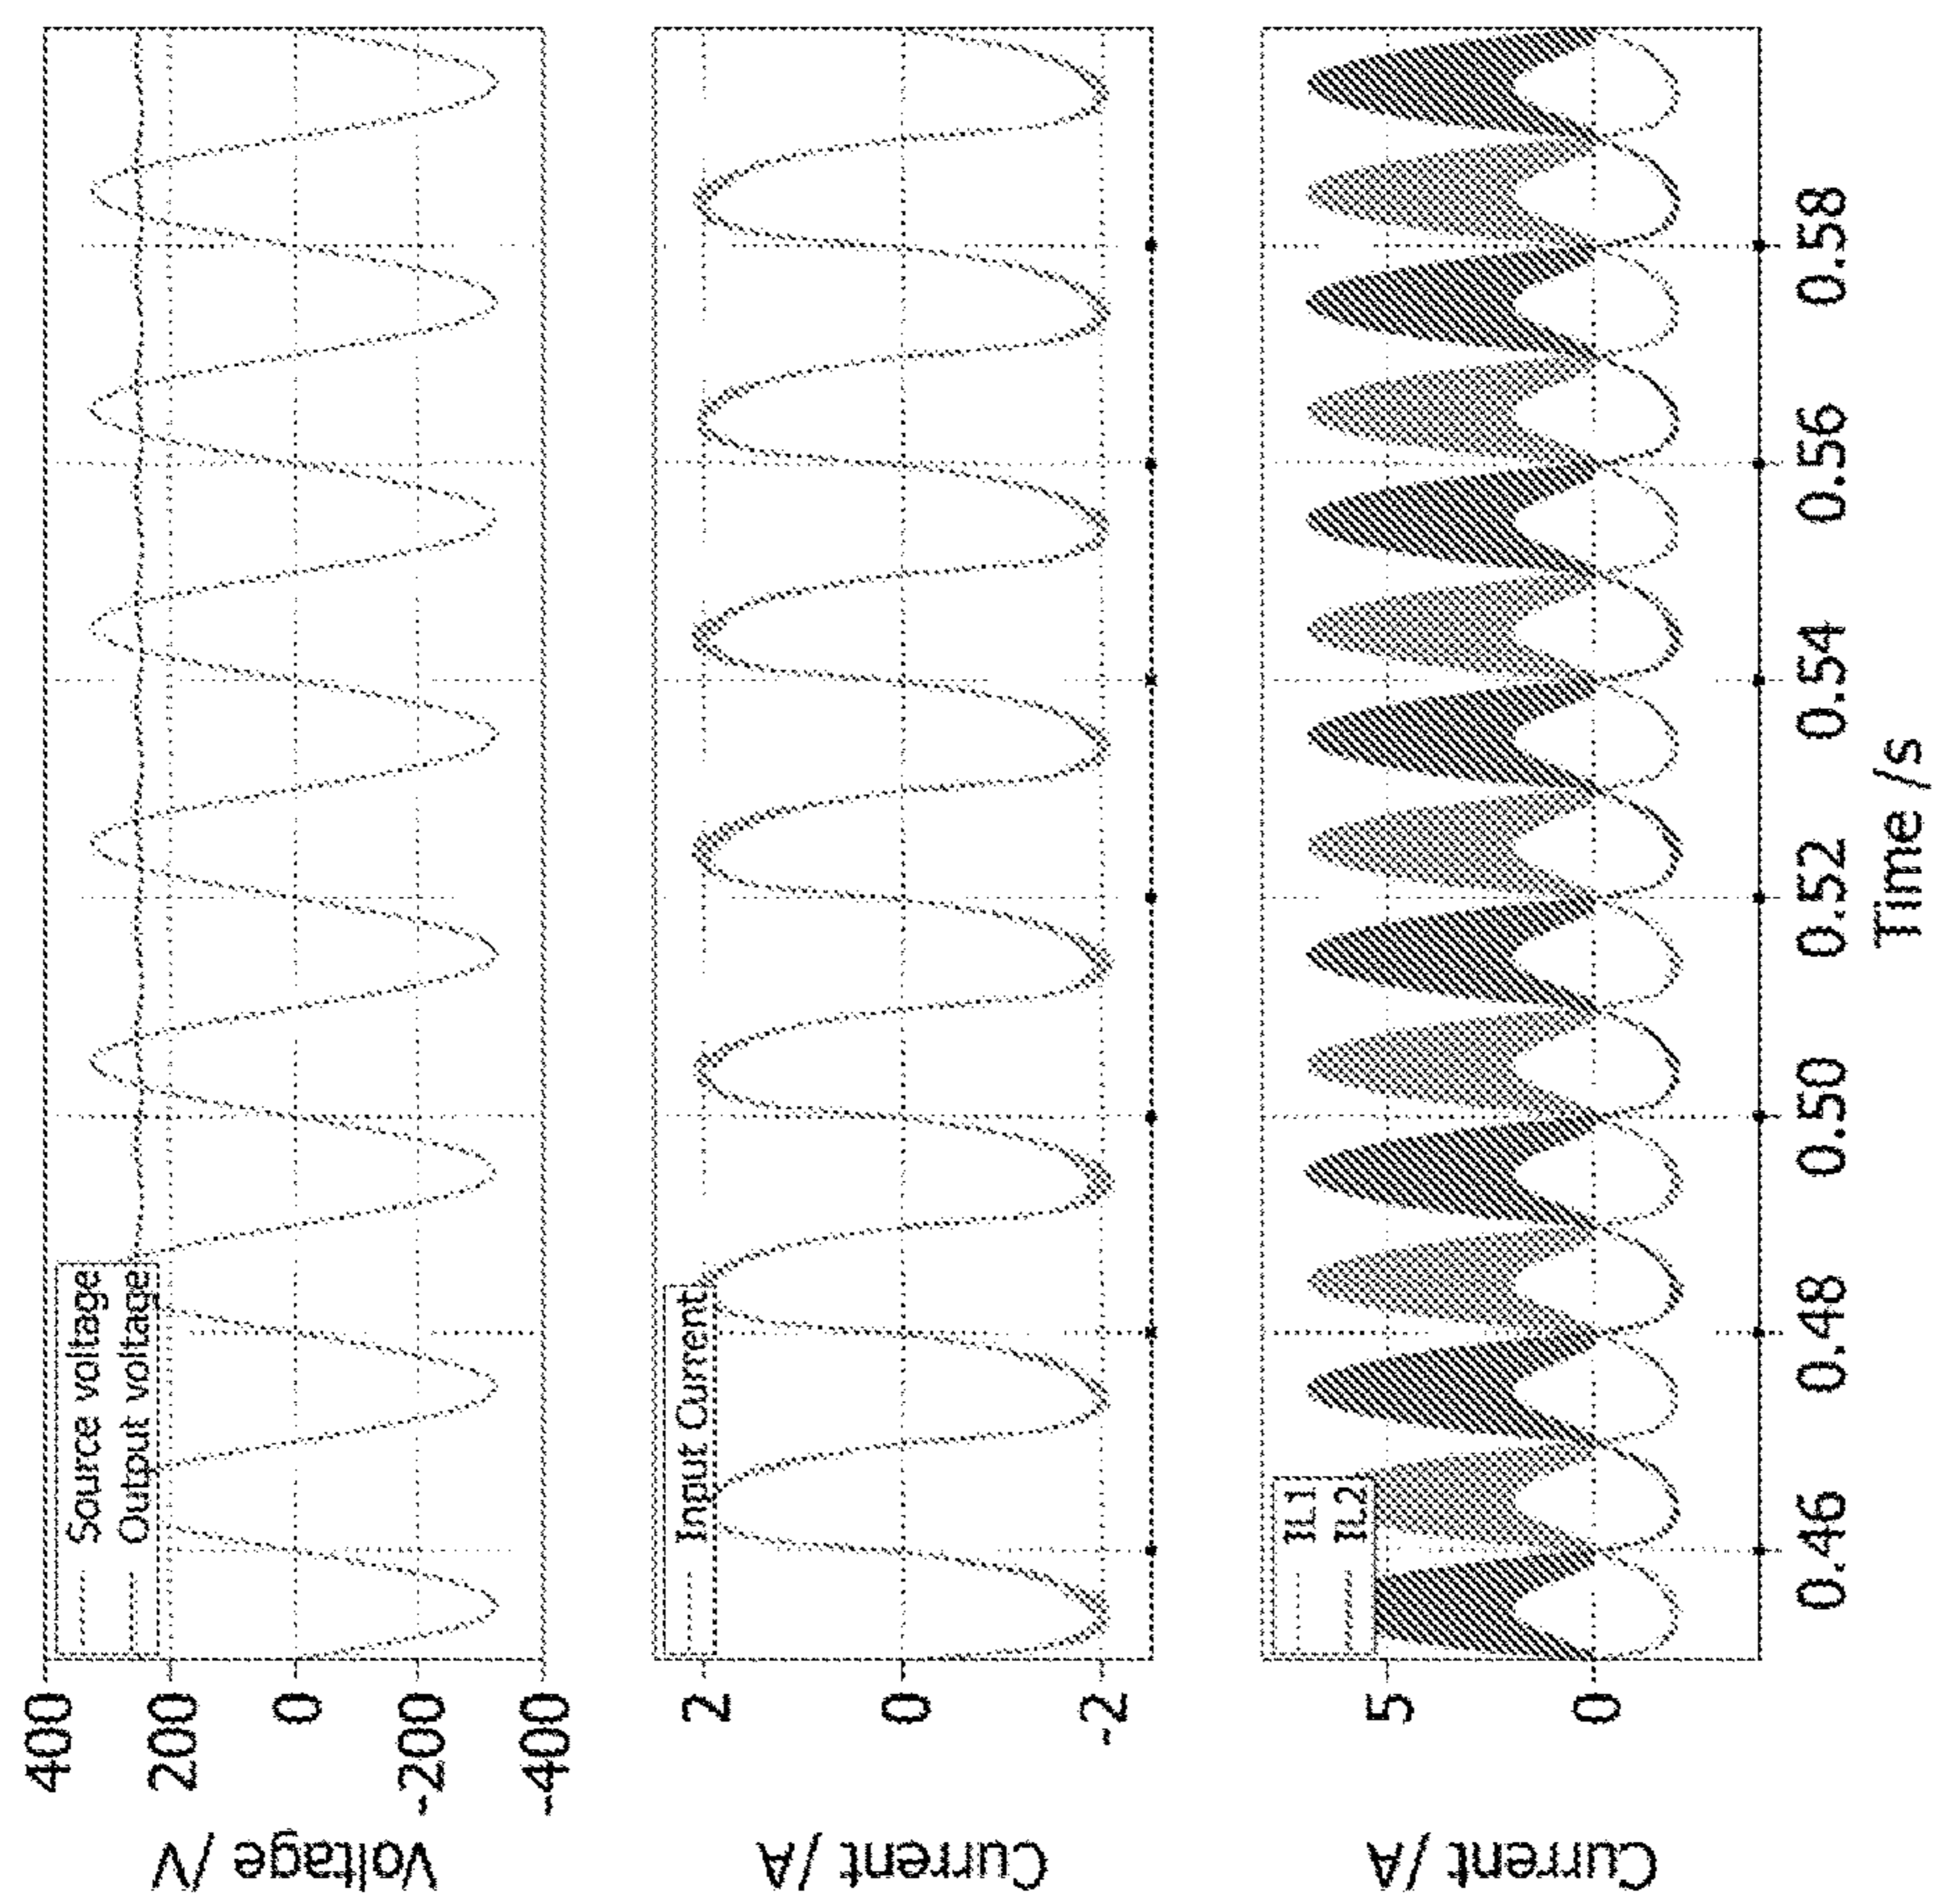 Voltage /V
400
200
0
-200
-400
Source voltage
Output voltage
Current /A
2
0
-2
Input Current
Current /A
5
0
IL1
IL2
0.46
0.48
0.50
0.52
0.54
0.56
0.58
Time /s